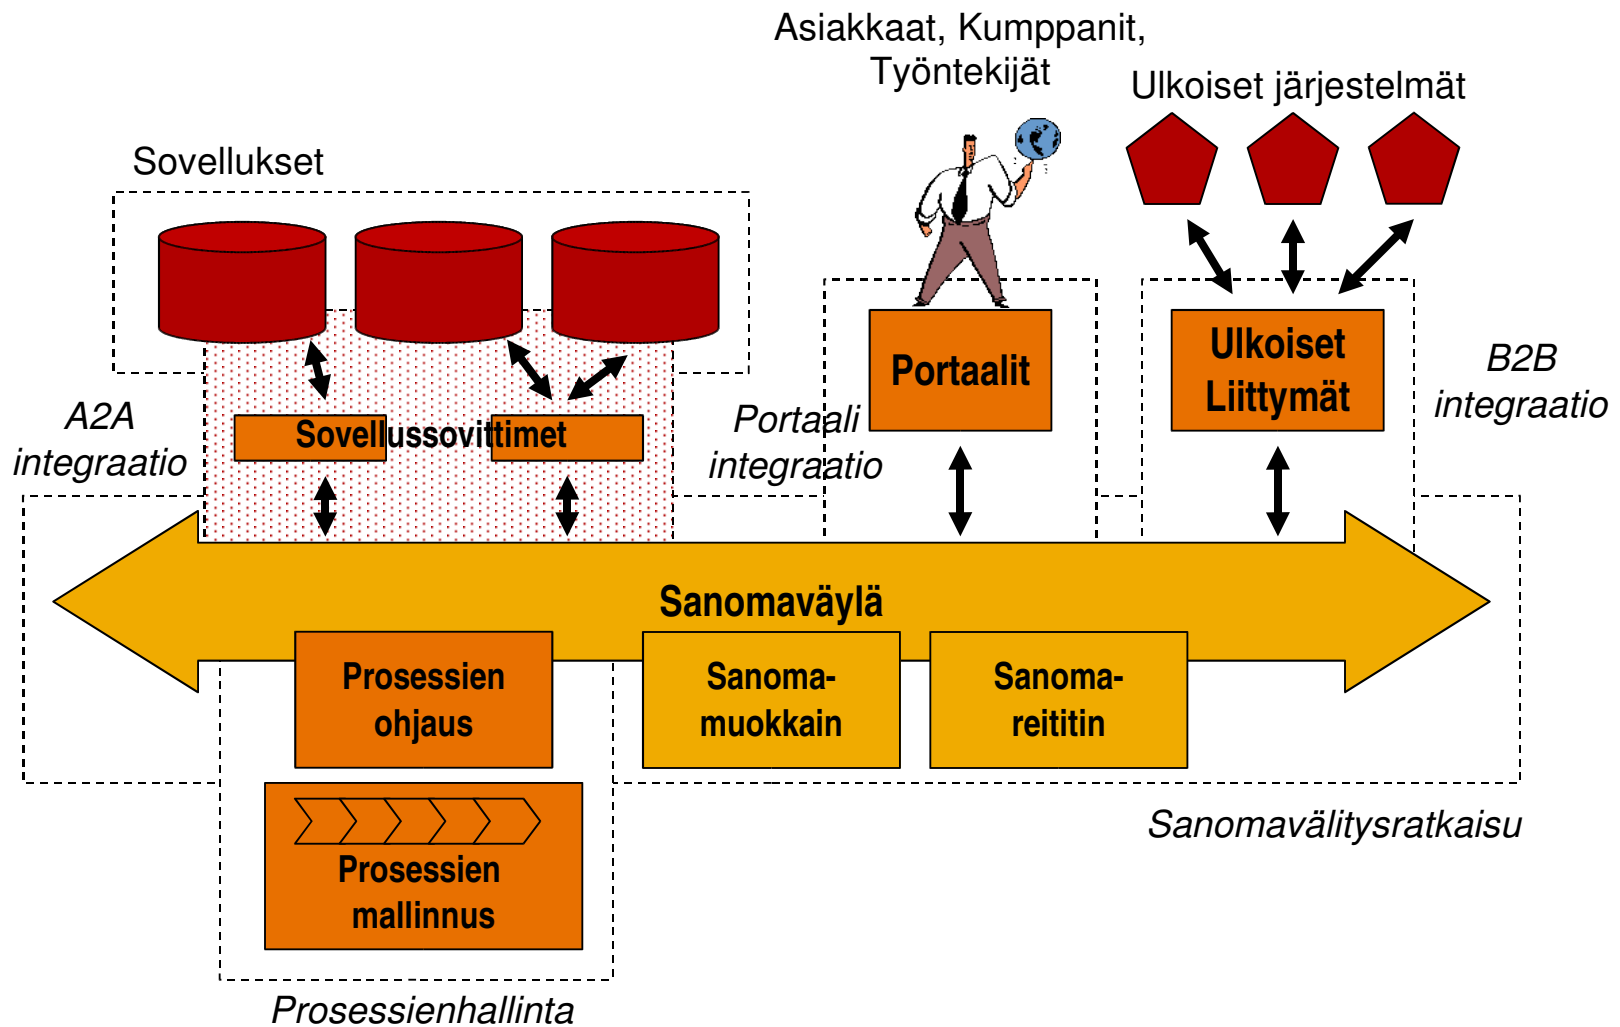 Asiakkaat, Kumppanit,
Työntekijät
Ulkoiset järjestelmät
Sovellukset
Portaalit
Ulkoiset
Liittymät
B2B
integraatio
A2A
integraatio
Sovellussovittimet
Portaali
integraatio
Sanomaväylä
Prosessien
ohjaus
Sanoma-
muokkain
Sanoma-
reititin
Prosessien
mallinnus
Sanomavälitysratkaisu
Prosessienhallinta